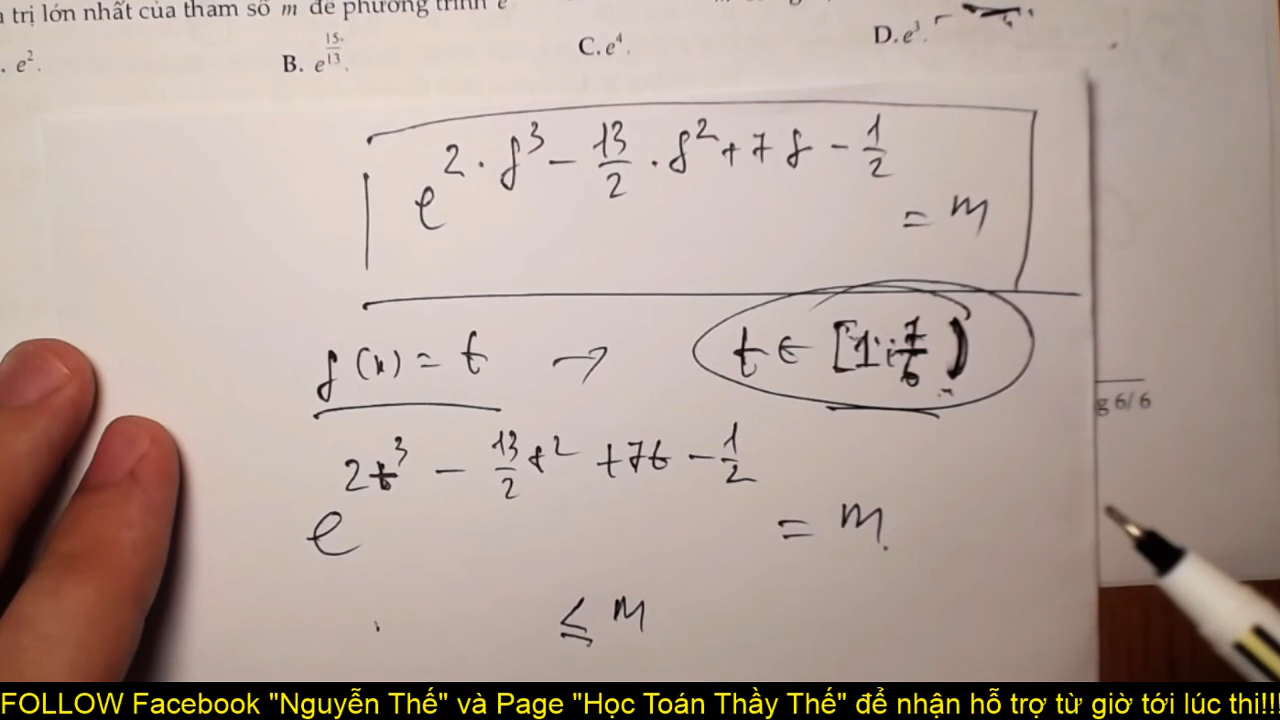 trị lớn nhất của tham số m để phương trình e
. e². B. e^{15/13}. C. e⁴. D. e³.
e^{2·f³ - 13/2·f² + 7f - 1/2} = m
f(x) = t → t ∈ [1; 7/6)
g 6/6
e^{2t³ - 13/2 t² + 7t - 1/2} = m.
≤ M
FOLLOW Facebook "Nguyễn Thế" và Page "Học Toán Thầy Thế" để nhận hỗ trợ từ giờ tới lúc thi!!!